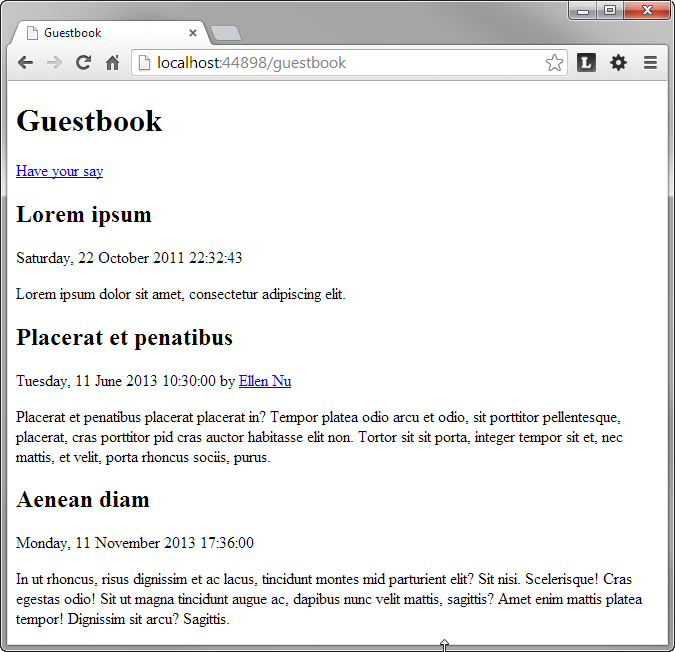 Guestbook
localhost:44898/guestbook
L
Guestbook
Have your say
Lorem ipsum
Saturday, 22 October 2011 22:32:43
Lorem ipsum dolor sit amet, consectetur adipiscing elit.
Placerat et penatibus
Tuesday, 11 June 2013 10:30:00 by Ellen Nu
Placerat et penatibus placerat placerat in? Tempor platea odio arcu et odio, sit porttitor pellentesque,
placerat, cras porttitor pid cras auctor habitasse elit non. Tortor sit sit porta, integer tempor sit et, nec
mattis, et velit, porta rhoncus sociis, purus.
Aenean diam
Monday, 11 November 2013 17:36:00
In ut rhoncus, risus dignissim et ac lacus, tincidunt montes mid parturient elit? Sit nisi. Scelerisque! Cras
egestas odio! Sit ut magna tincidunt augue ac, dapibus nunc velit mattis, sagittis? Amet enim mattis platea
tempor! Dignissim sit arcu? Sagittis.